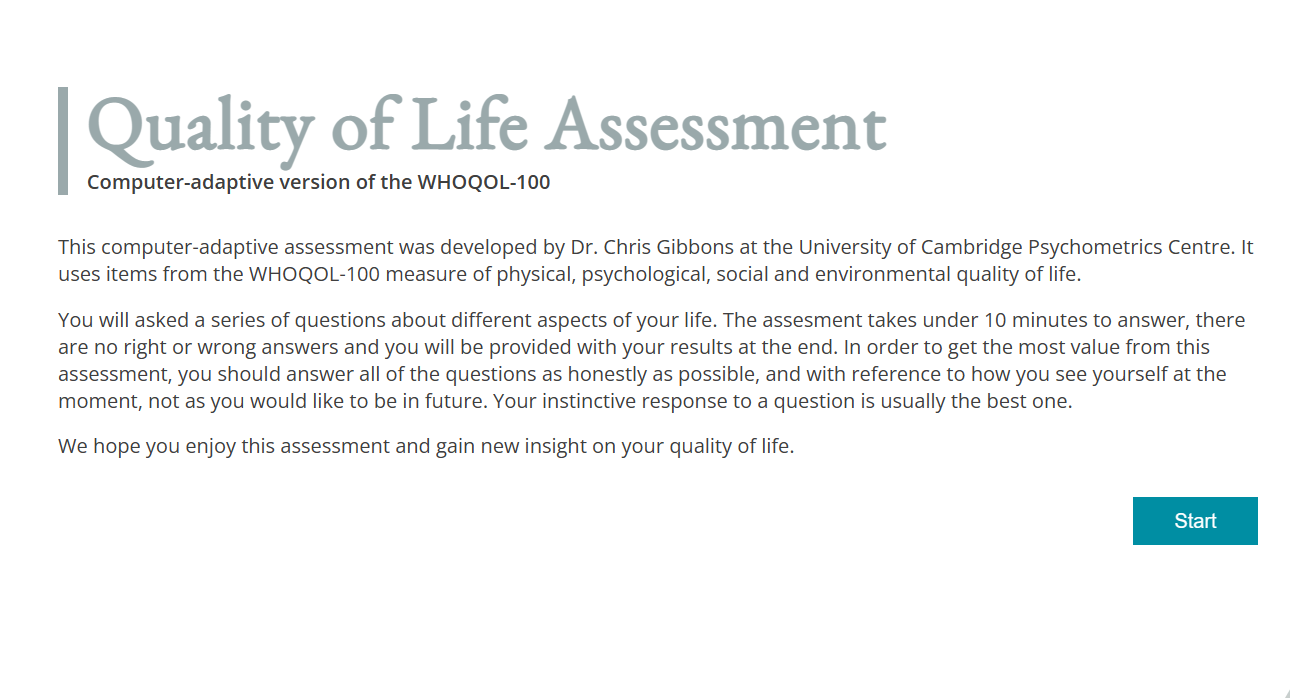 Quality of Life Assessment
Computer-adaptive version of the WHOQOL-100
This computer-adaptive assessment was developed by Dr. Chris Gibbons at the University of Cambridge Psychometrics Centre. It
uses items from the WHOQOL-100 measure of physical, psychological, social and environmental quality of life.
You will asked a series of questions about different aspects of your life. The assesment takes under 10 minutes to answer, there
are no right or wrong answers and you will be provided with your results at the end. In order to get the most value from this
assessment, you should answer all of the questions as honestly as possible, and with reference to how you see yourself at the
moment, not as you would like to be in future. Your instinctive response to a question is usually the best one.
We hope you enjoy this assessment and gain new insight on your quality of life.
Start